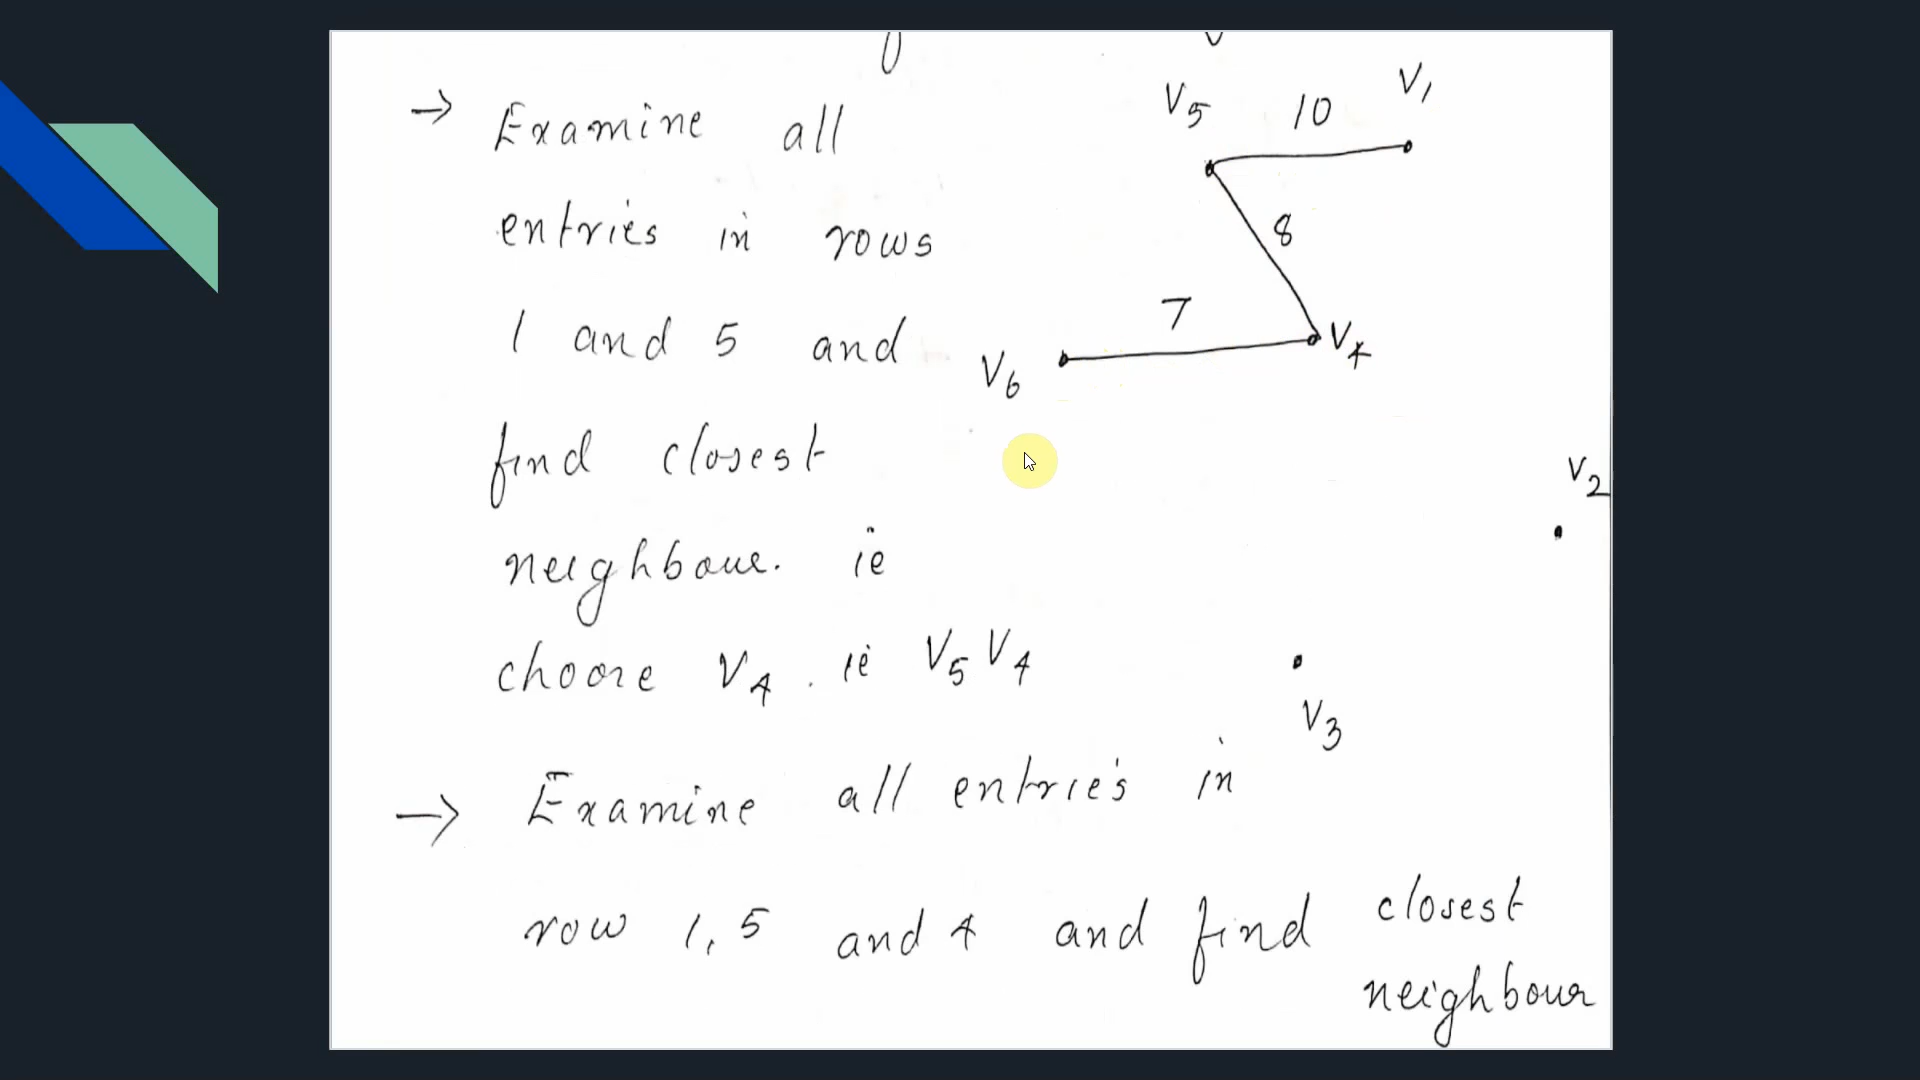 → Examine all
entries in rows
1 and 5 and
find closest
neighbour. ie
choose V4. ie V5 V4
→ Examine all entries in
row 1, 5 and 4 and find closest
neighbour
V5 10 V1
8
7
V6 V4
V2
V3